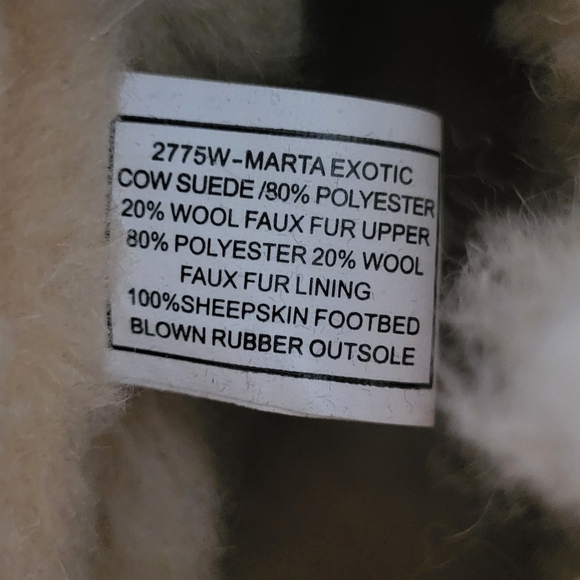 2775W-MARTA EXOTIC
COW SUEDE /80% POLYESTER
20% WOOL FAUX FUR UPPER
80% POLYESTER 20% WOOL
FAUX FUR LINING
100%SHEEPSKIN FOOTBED
BLOWN RUBBER OUTSOLE